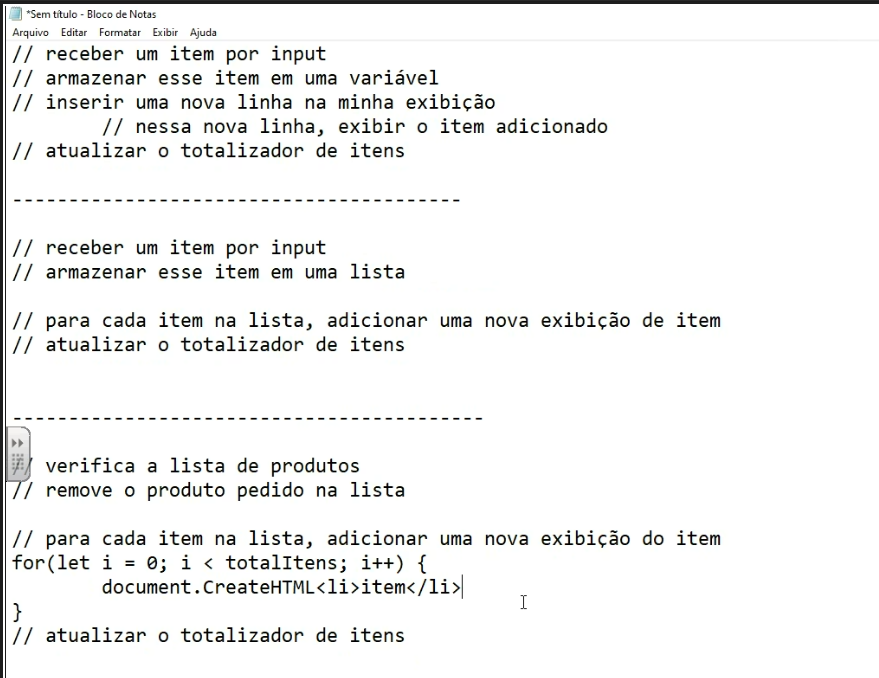 *Sem título - Bloco de Notas
Arquivo Editar Formatar Exibir Ajuda
// receber um item por input
// armazenar esse item em uma variável
// inserir uma nova linha na minha exibição
// nessa nova linha, exibir o item adicionado
// atualizar o totalizador de itens
----------------------------------------
// receber um item por input
// armazenar esse item em uma lista
// para cada item na lista, adicionar uma nova exibição de item
// atualizar o totalizador de itens
------------------------------------------
// verifica a lista de produtos
// remove o produto pedido na lista
// para cada item na lista, adicionar uma nova exibição do item
for(let i = 0; i < totalItens; i++) {
document.CreateHTML<li>item</li>
}
// atualizar o totalizador de itens